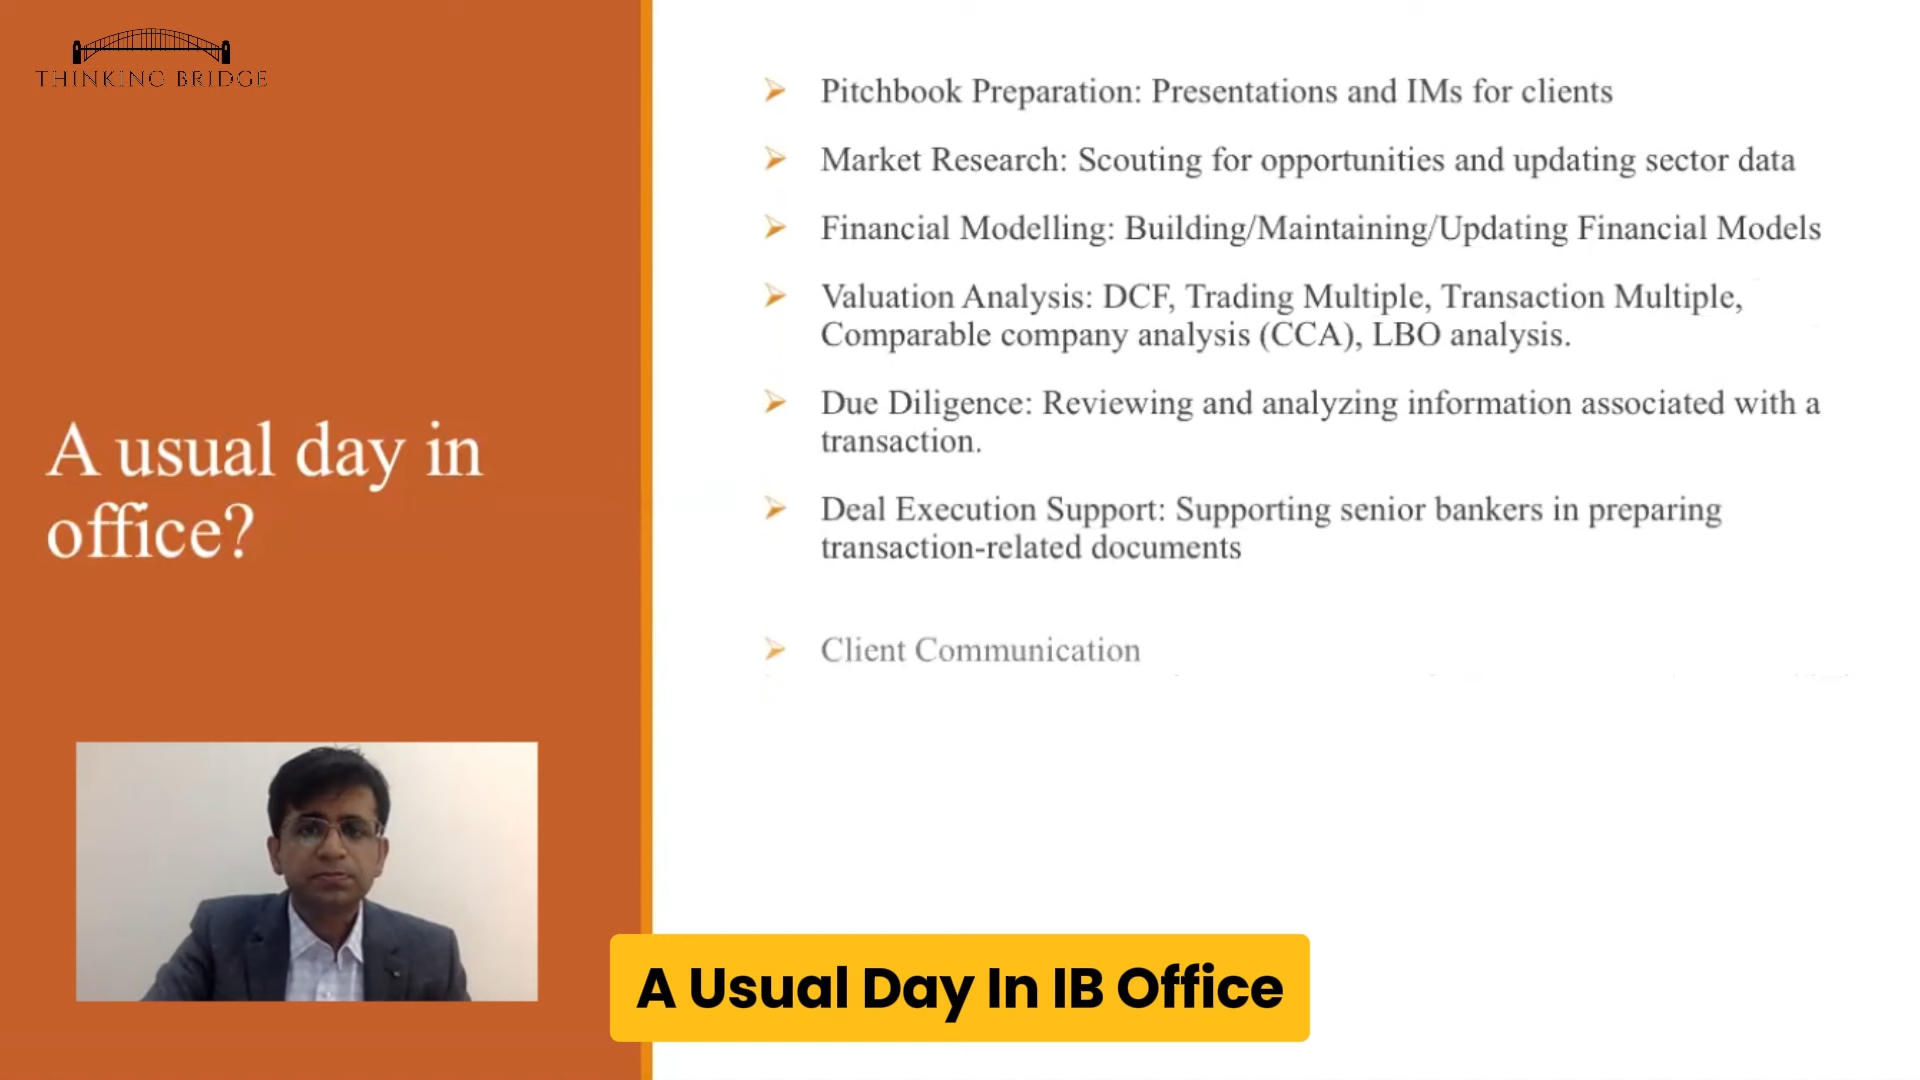 THINKING BRIDGE
A usual day in
office?
Pitchbook Preparation: Presentations and IMs for clients
Market Research: Scouting for opportunities and updating sector data
Financial Modelling: Building/Maintaining/Updating Financial Models
Valuation Analysis: DCF, Trading Multiple, Transaction Multiple,
Comparable company analysis (CCA), LBO analysis.
Due Diligence: Reviewing and analyzing information associated with a
transaction.
Deal Execution Support: Supporting senior bankers in preparing
transaction-related documents
Client Communication
A Usual Day In IB Office